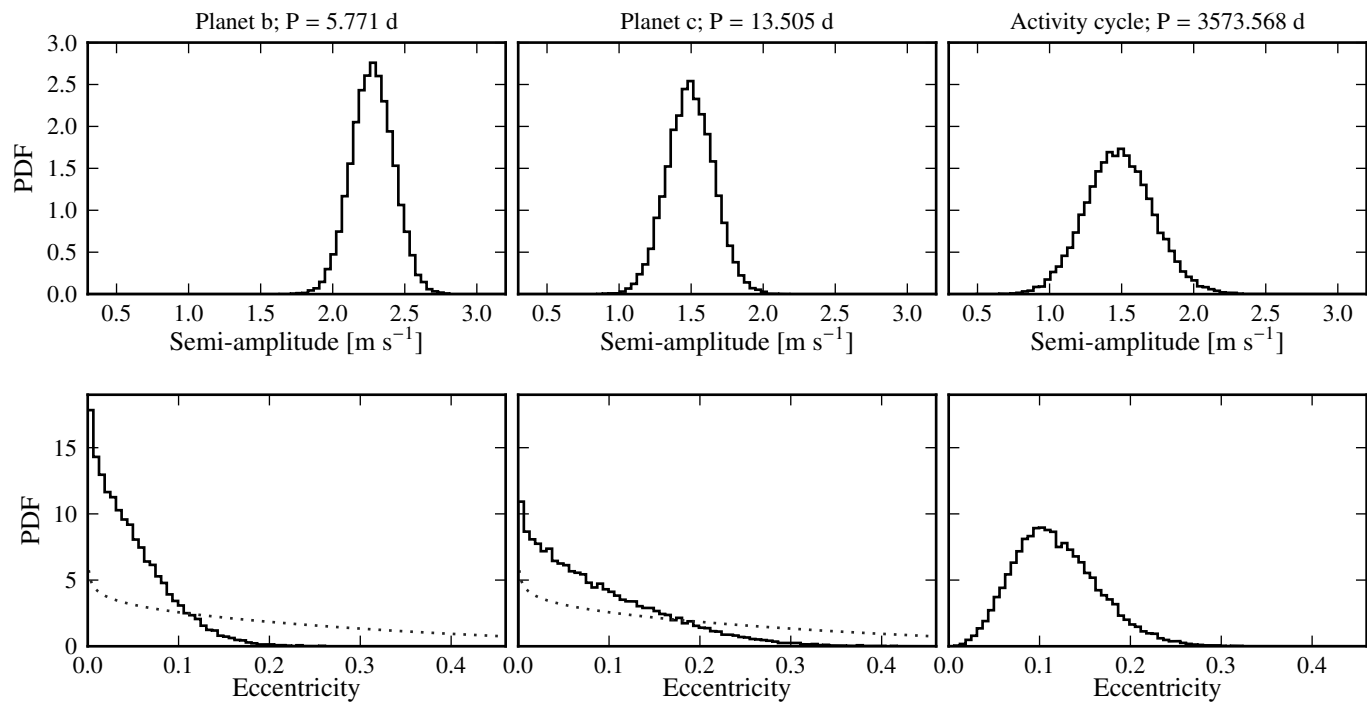 Planet b; P = 5.771 d
Planet c; P = 13.505 d
Activity cycle; P = 3573.568 d
3.0
2.5
2.0
1.5
1.0
0.5
0.0
PDF
0.5 1.0 1.5 2.0 2.5 3.0
0.5 1.0 1.5 2.0 2.5 3.0
0.5 1.0 1.5 2.0 2.5 3.0
Semi-amplitude [m s⁻¹]
Semi-amplitude [m s⁻¹]
Semi-amplitude [m s⁻¹]
15
10
5
0
PDF
0.0 0.1 0.2 0.3 0.4
0.0 0.1 0.2 0.3 0.4
0.0 0.1 0.2 0.3 0.4
Eccentricity
Eccentricity
Eccentricity